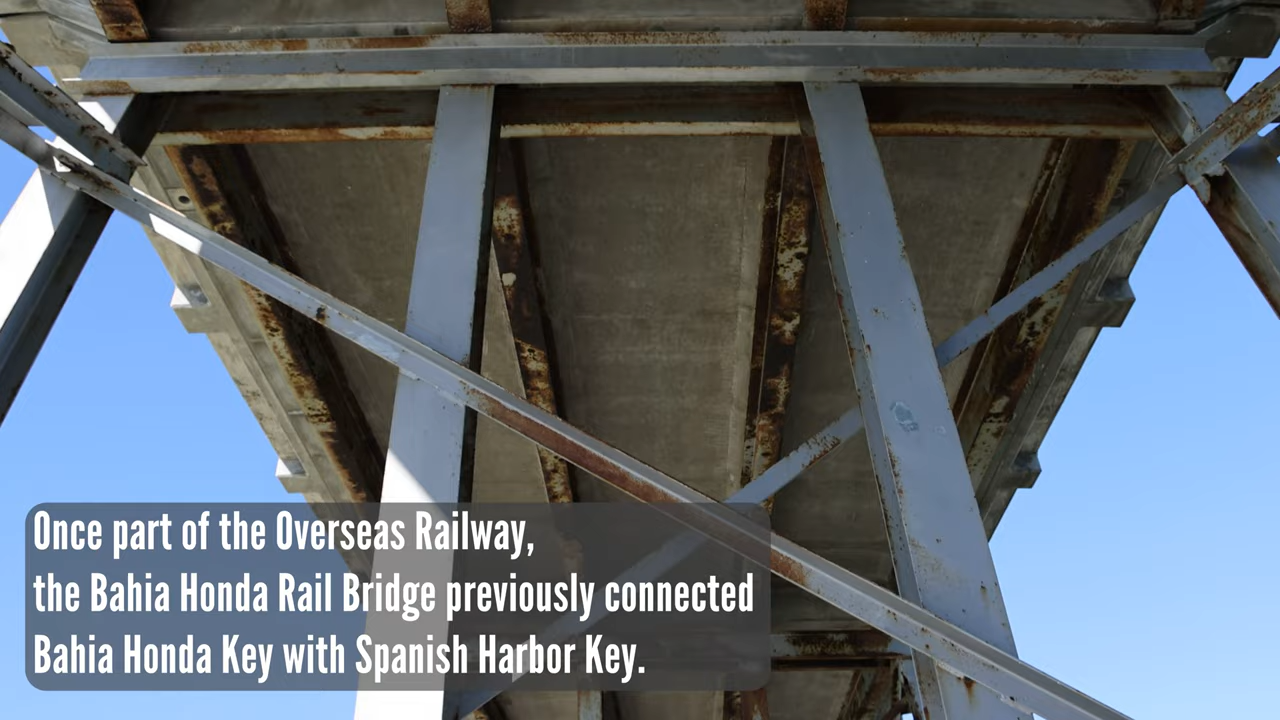 Once part of the Overseas Railway,
the Bahia Honda Rail Bridge previously connected
Bahia Honda Key with Spanish Harbor Key.